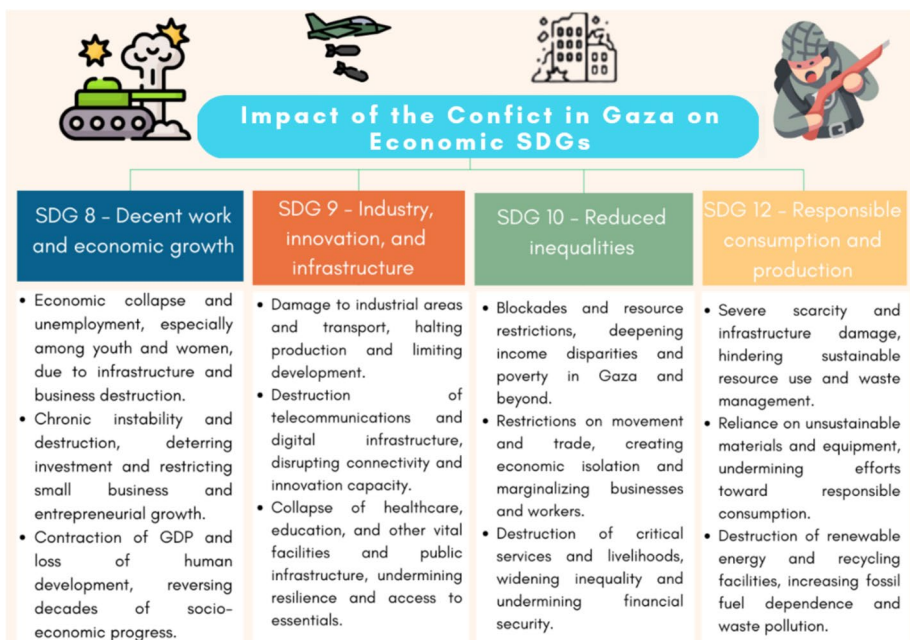 Impact of the Confict in Gaza on
Economic SDGs
SDG 8 - Decent work
and economic growth
• Economic collapse and
unemployment, especially
among youth and women,
due to infrastructure and
business destruction.
• Chronic instability and
destruction, deterring
investment and restricting
small business and
entrepreneurial growth.
• Contraction of GDP and
loss of human
development, reversing
decades of socio-
economic progress.
SDG 9 - Industry,
innovation, and
infrastructure
• Damage to industrial areas
and transport, halting
production and limiting
development.
• Destruction of
telecommunications and
digital infrastructure,
disrupting connectivity and
innovation capacity.
• Collapse of healthcare,
education, and other vital
facilities and public
infrastructure, undermining
resilience and access to
essentials.
SDG 10 - Reduced
inequalities
• Blockades and resource
restrictions, deepening
income disparities and
poverty in Gaza and
beyond.
• Restrictions on movement
and trade, creating
economic isolation and
marginalizing businesses
and workers.
• Destruction of critical
services and livelihoods,
widening inequality and
undermining financial
security.
SDG 12 - Responsible
consumption and
production
• Severe scarcity and
infrastructure damage,
hindering sustainable
resource use and waste
management.
• Reliance on unsustainable
materials and equipment,
undermining efforts
toward responsible
consumption.
• Destruction of renewable
energy and recycling
facilities, increasing fossil
fuel dependence and
waste pollution.